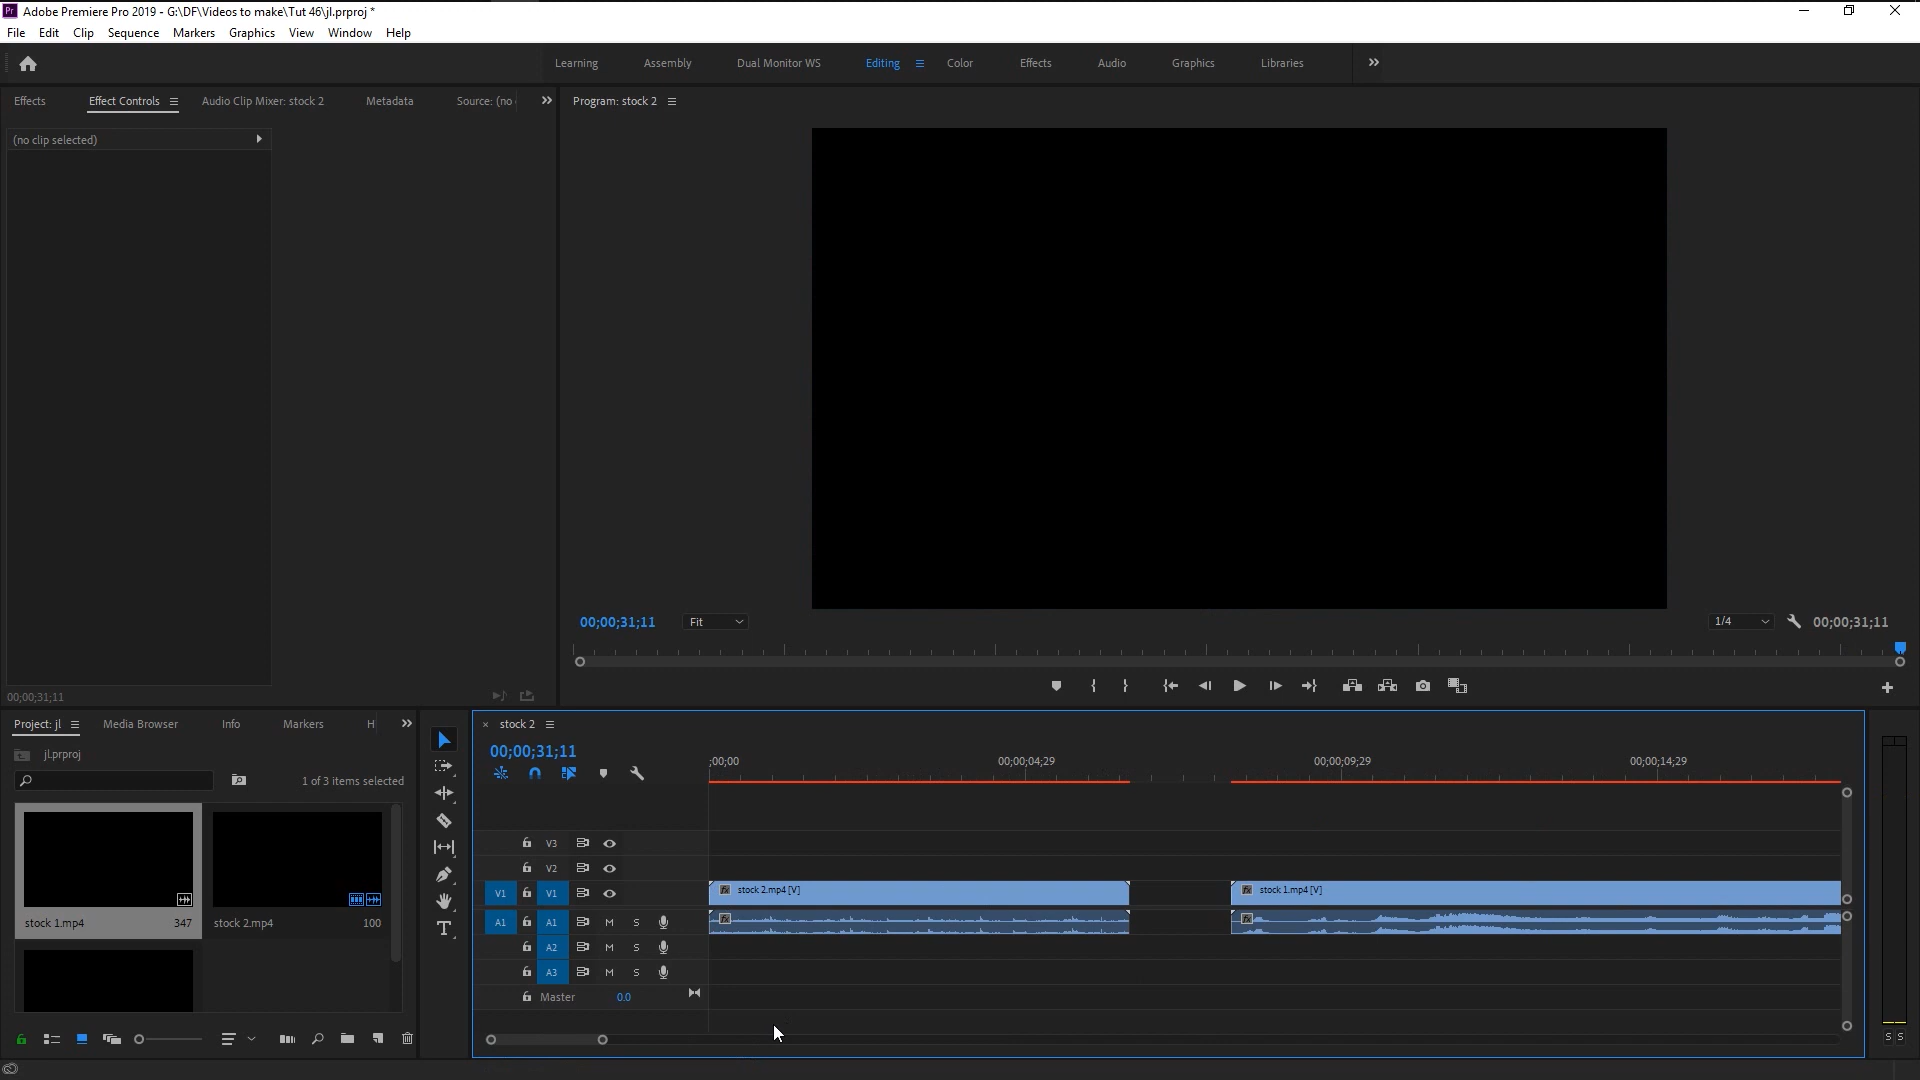 Adobe Premiere Pro 2019 - G:\DF\Videos to make\Tut 46\jl.prproj *
File Edit Clip Sequence Markers Graphics View Window Help
Learning Assembly Dual Monitor WS Editing Color Effects Audio Graphics Libraries
Effects Effect Controls Audio Clip Mixer: stock 2 Metadata Source: (no
Program: stock 2
(no clip selected)
00;00;31;11 Fit 1/4 00;00;31;11
00;00;31;11
Project: jl Media Browser Info Markers H
stock 2
jl.prproj
00;00;31;11
;00;00 00;00;04;29 00;00;09;29 00;00;14;29
1 of 3 items selected
V3
V2
V1 V1 stock 2.mp4 [V] stock 1.mp4 [V]
A1 A1 M S
stock 1.mp4 347 stock 2.mp4 100
A2 M S
A3 M S
Master 0.0
S S